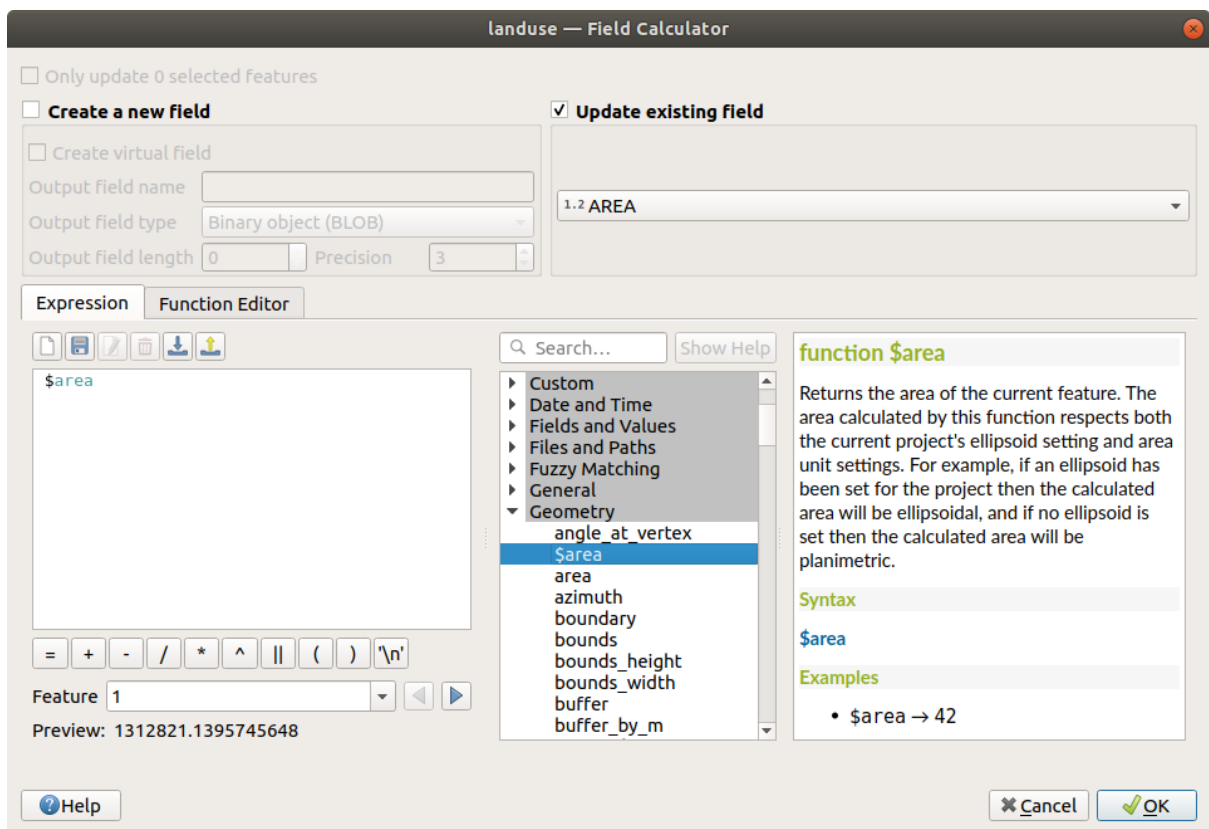 landuse — Field Calculator
Only update 0 selected features
Create a new field
Update existing field
Create virtual field
Output field name
Output field type Binary object (BLOB)
Output field length 0 Precision 3
1.2 AREA
Expression Function Editor
$area
= + - / * ^ || ( ) '\n'
Feature 1
Preview: 1312821.1395745648
Search... Show Help
Custom
Date and Time
Fields and Values
Files and Paths
Fuzzy Matching
General
Geometry
angle_at_vertex
$area
area
azimuth
boundary
bounds
bounds_height
bounds_width
buffer
buffer_by_m
function $area
Returns the area of the current feature. The
area calculated by this function respects both
the current project's ellipsoid setting and area
unit settings. For example, if an ellipsoid has
been set for the project then the calculated
area will be ellipsoidal, and if no ellipsoid is
set then the calculated area will be
planimetric.
Syntax
$area
Examples
• $area → 42
Help
Cancel OK